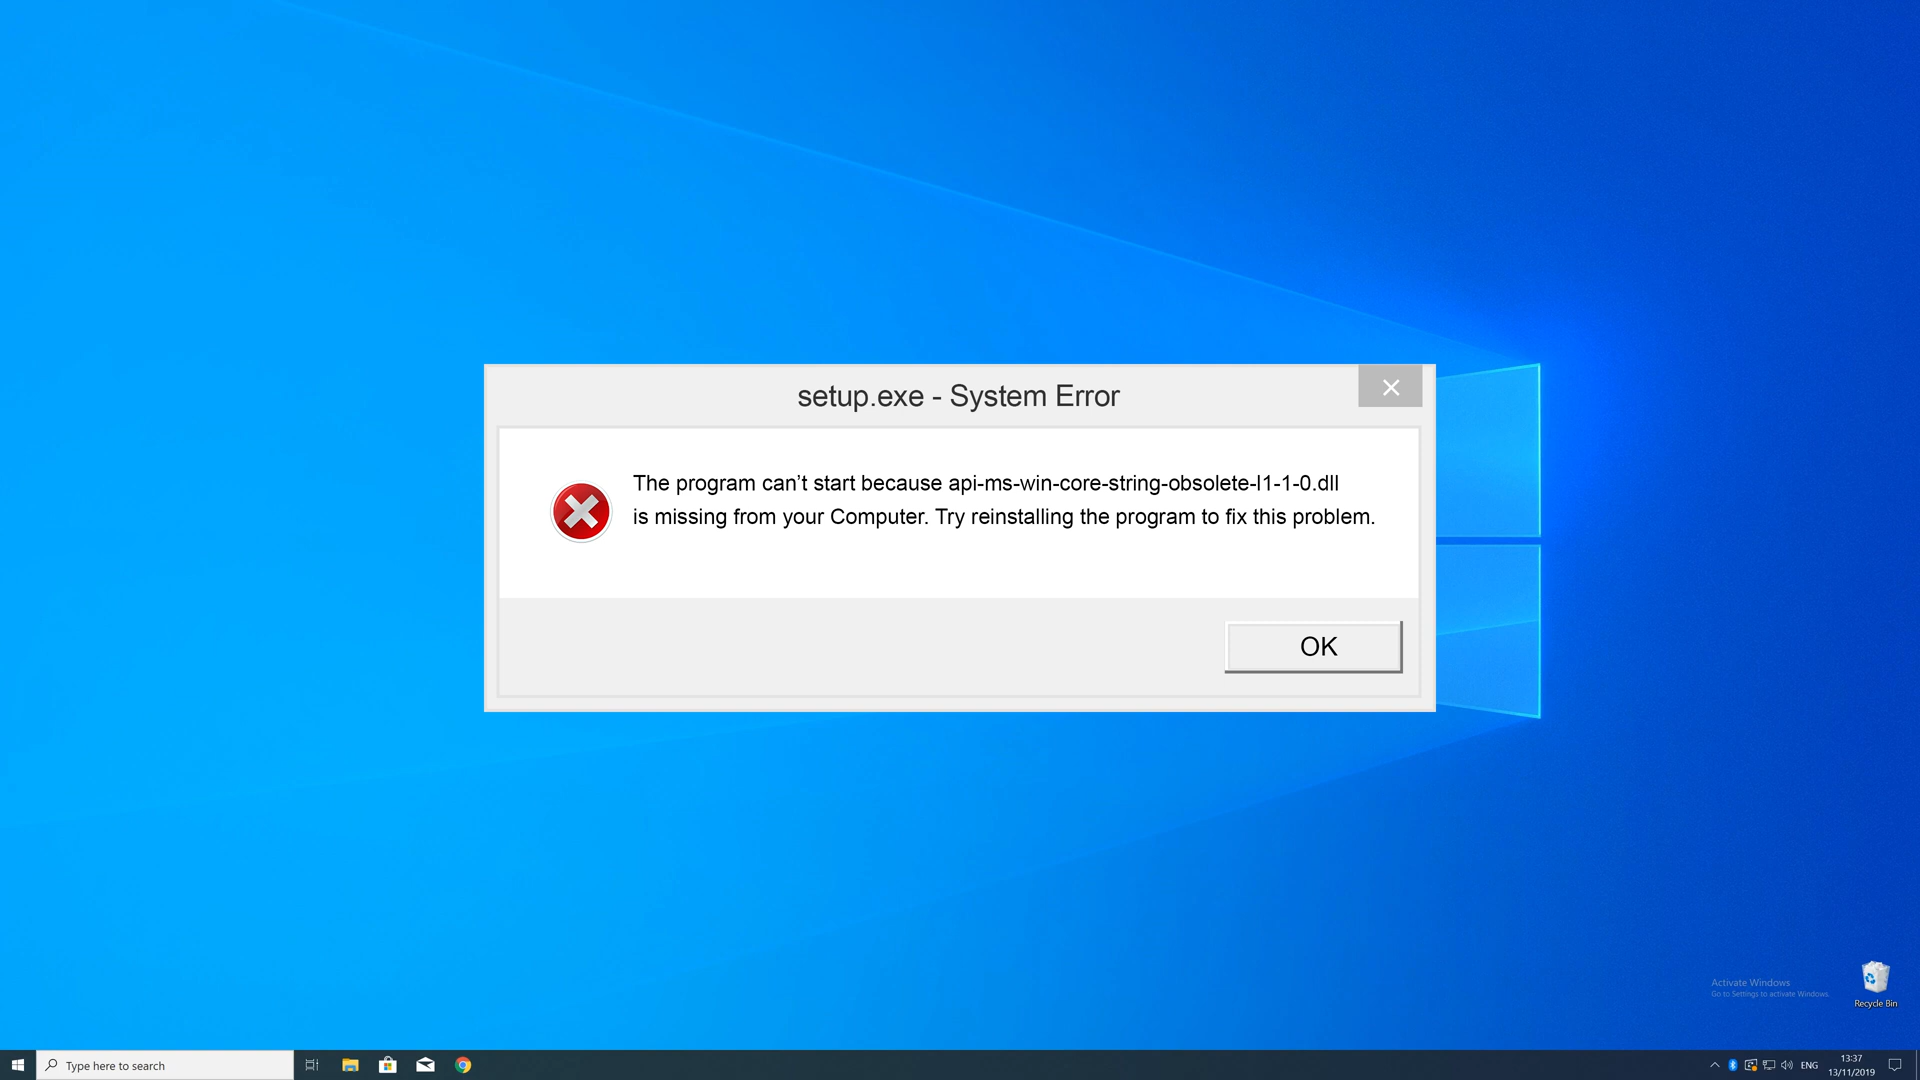 setup.exe - System Error
The program can’t start because api-ms-win-core-string-obsolete-l1-1-0.dll
is missing from your Computer. Try reinstalling the program to fix this problem.
OK
Activate Windows
Go to Settings to activate Windows.
Recycle Bin
Type here to search
ENG
13:37
13/11/2019